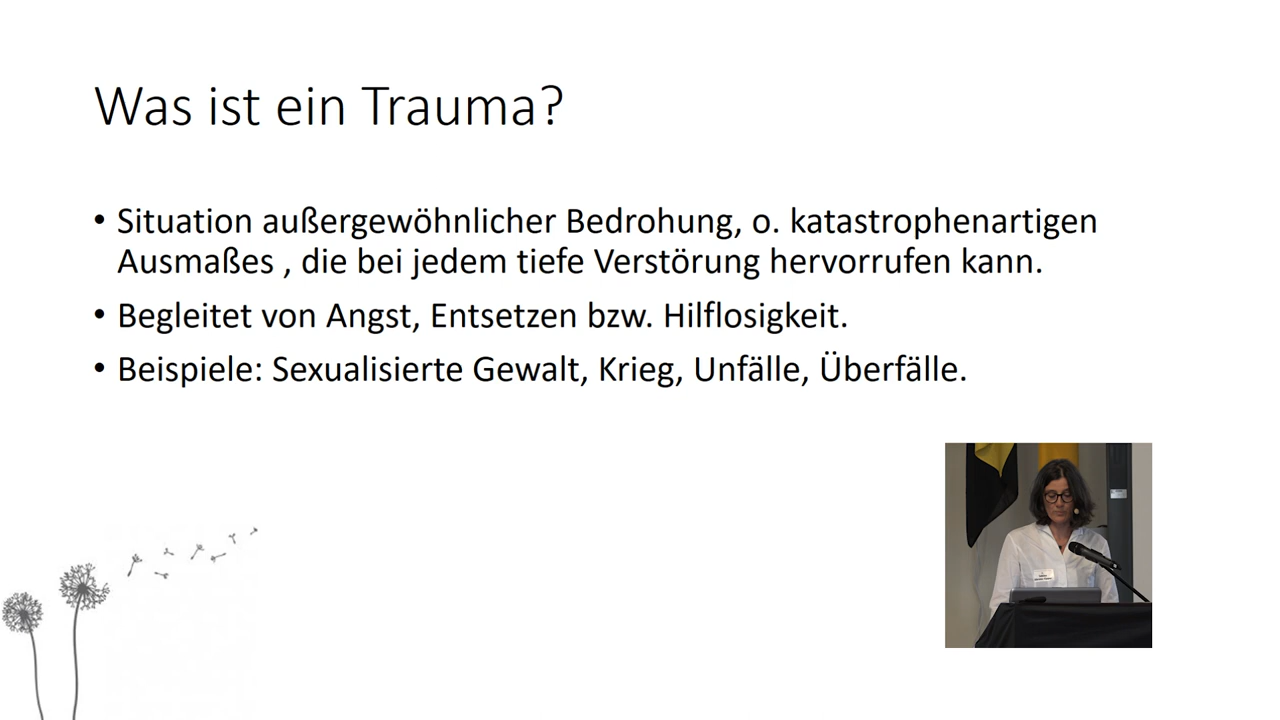 Was ist ein Trauma?
• Situation außergewöhnlicher Bedrohung, o. katastrophenartigen
Ausmaßes , die bei jedem tiefe Verstörung hervorrufen kann.
• Begleitet von Angst, Entsetzen bzw. Hilflosigkeit.
• Beispiele: Sexualisierte Gewalt, Krieg, Unfälle, Überfälle.